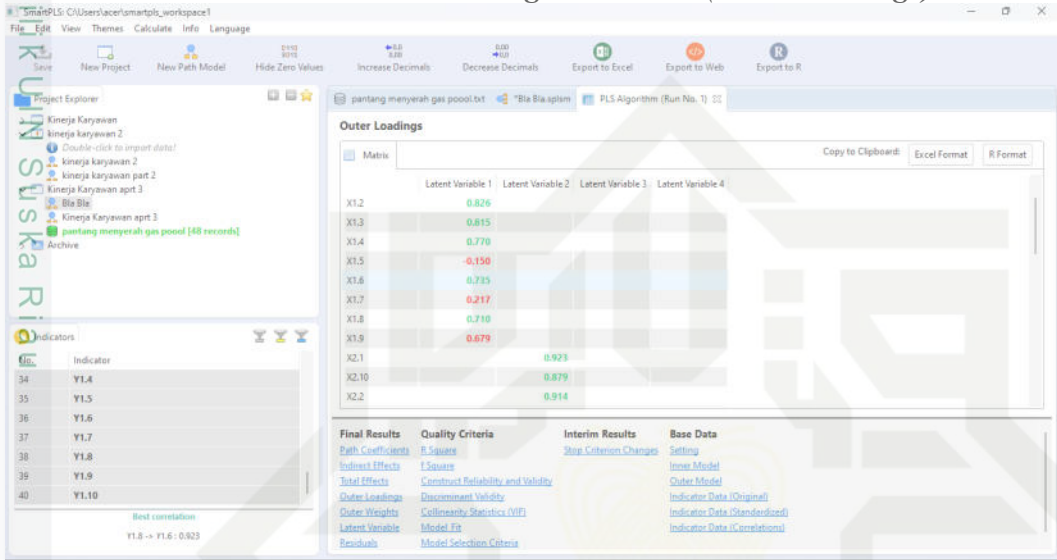 SmartPLS: C:\Users\acer\smartpls_workspace1
File Edit View Themes Calculate Info Language
Save New Project New Path Model Hide Zero Values Increase Decimals Decrease Decimals Export to Excel Export to Web Export to R
Project Explorer
Kinerja Karyawan
kinerja karyawan 2
Double-click to import data!
kinerja karyawan 2
kinerja karyawan part 2
Kinerja Karyawan aprt 3
Bla Bla
Kinerja Karyawan aprt 3
pantang menyerah gas poool [48 records]
Archive
Indicators
No. Indicator
34 Y1.4
35 Y1.5
36 Y1.6
37 Y1.7
38 Y1.8
39 Y1.9
40 Y1.10
Best correlation
Y1.8 -> Y1.6 : 0.923
pantang menyerah gas poool.txt *Bla Bla.splsm PLS Algorithm (Run No. 1)
Outer Loadings
Matrix Copy to Clipboard: Excel Format R Format
Latent Variable 1 Latent Variable 2 Latent Variable 3 Latent Variable 4
X1.2 0.826
X1.3 0.815
X1.4 0.770
X1.5 -0.150
X1.6 0.735
X1.7 0.217
X1.8 0.710
X1.9 0.679
X2.1 0.923
X2.10 0.879
X2.2 0.914
Final Results Quality Criteria Interim Results Base Data
Path Coefficients R Square Stop Criterion Changes Setting
Indirect Effects f Square Inner Model
Total Effects Construct Reliability and Validity Outer Model
Outer Loadings Discriminant Validity Indicator Data (Original)
Outer Weights Collinearity Statistics (VIF) Indicator Data (Standardized)
Latent Variable Model Fit Indicator Data (Correlations)
Residuals Model Selection Criteria
UIN Suska Ri